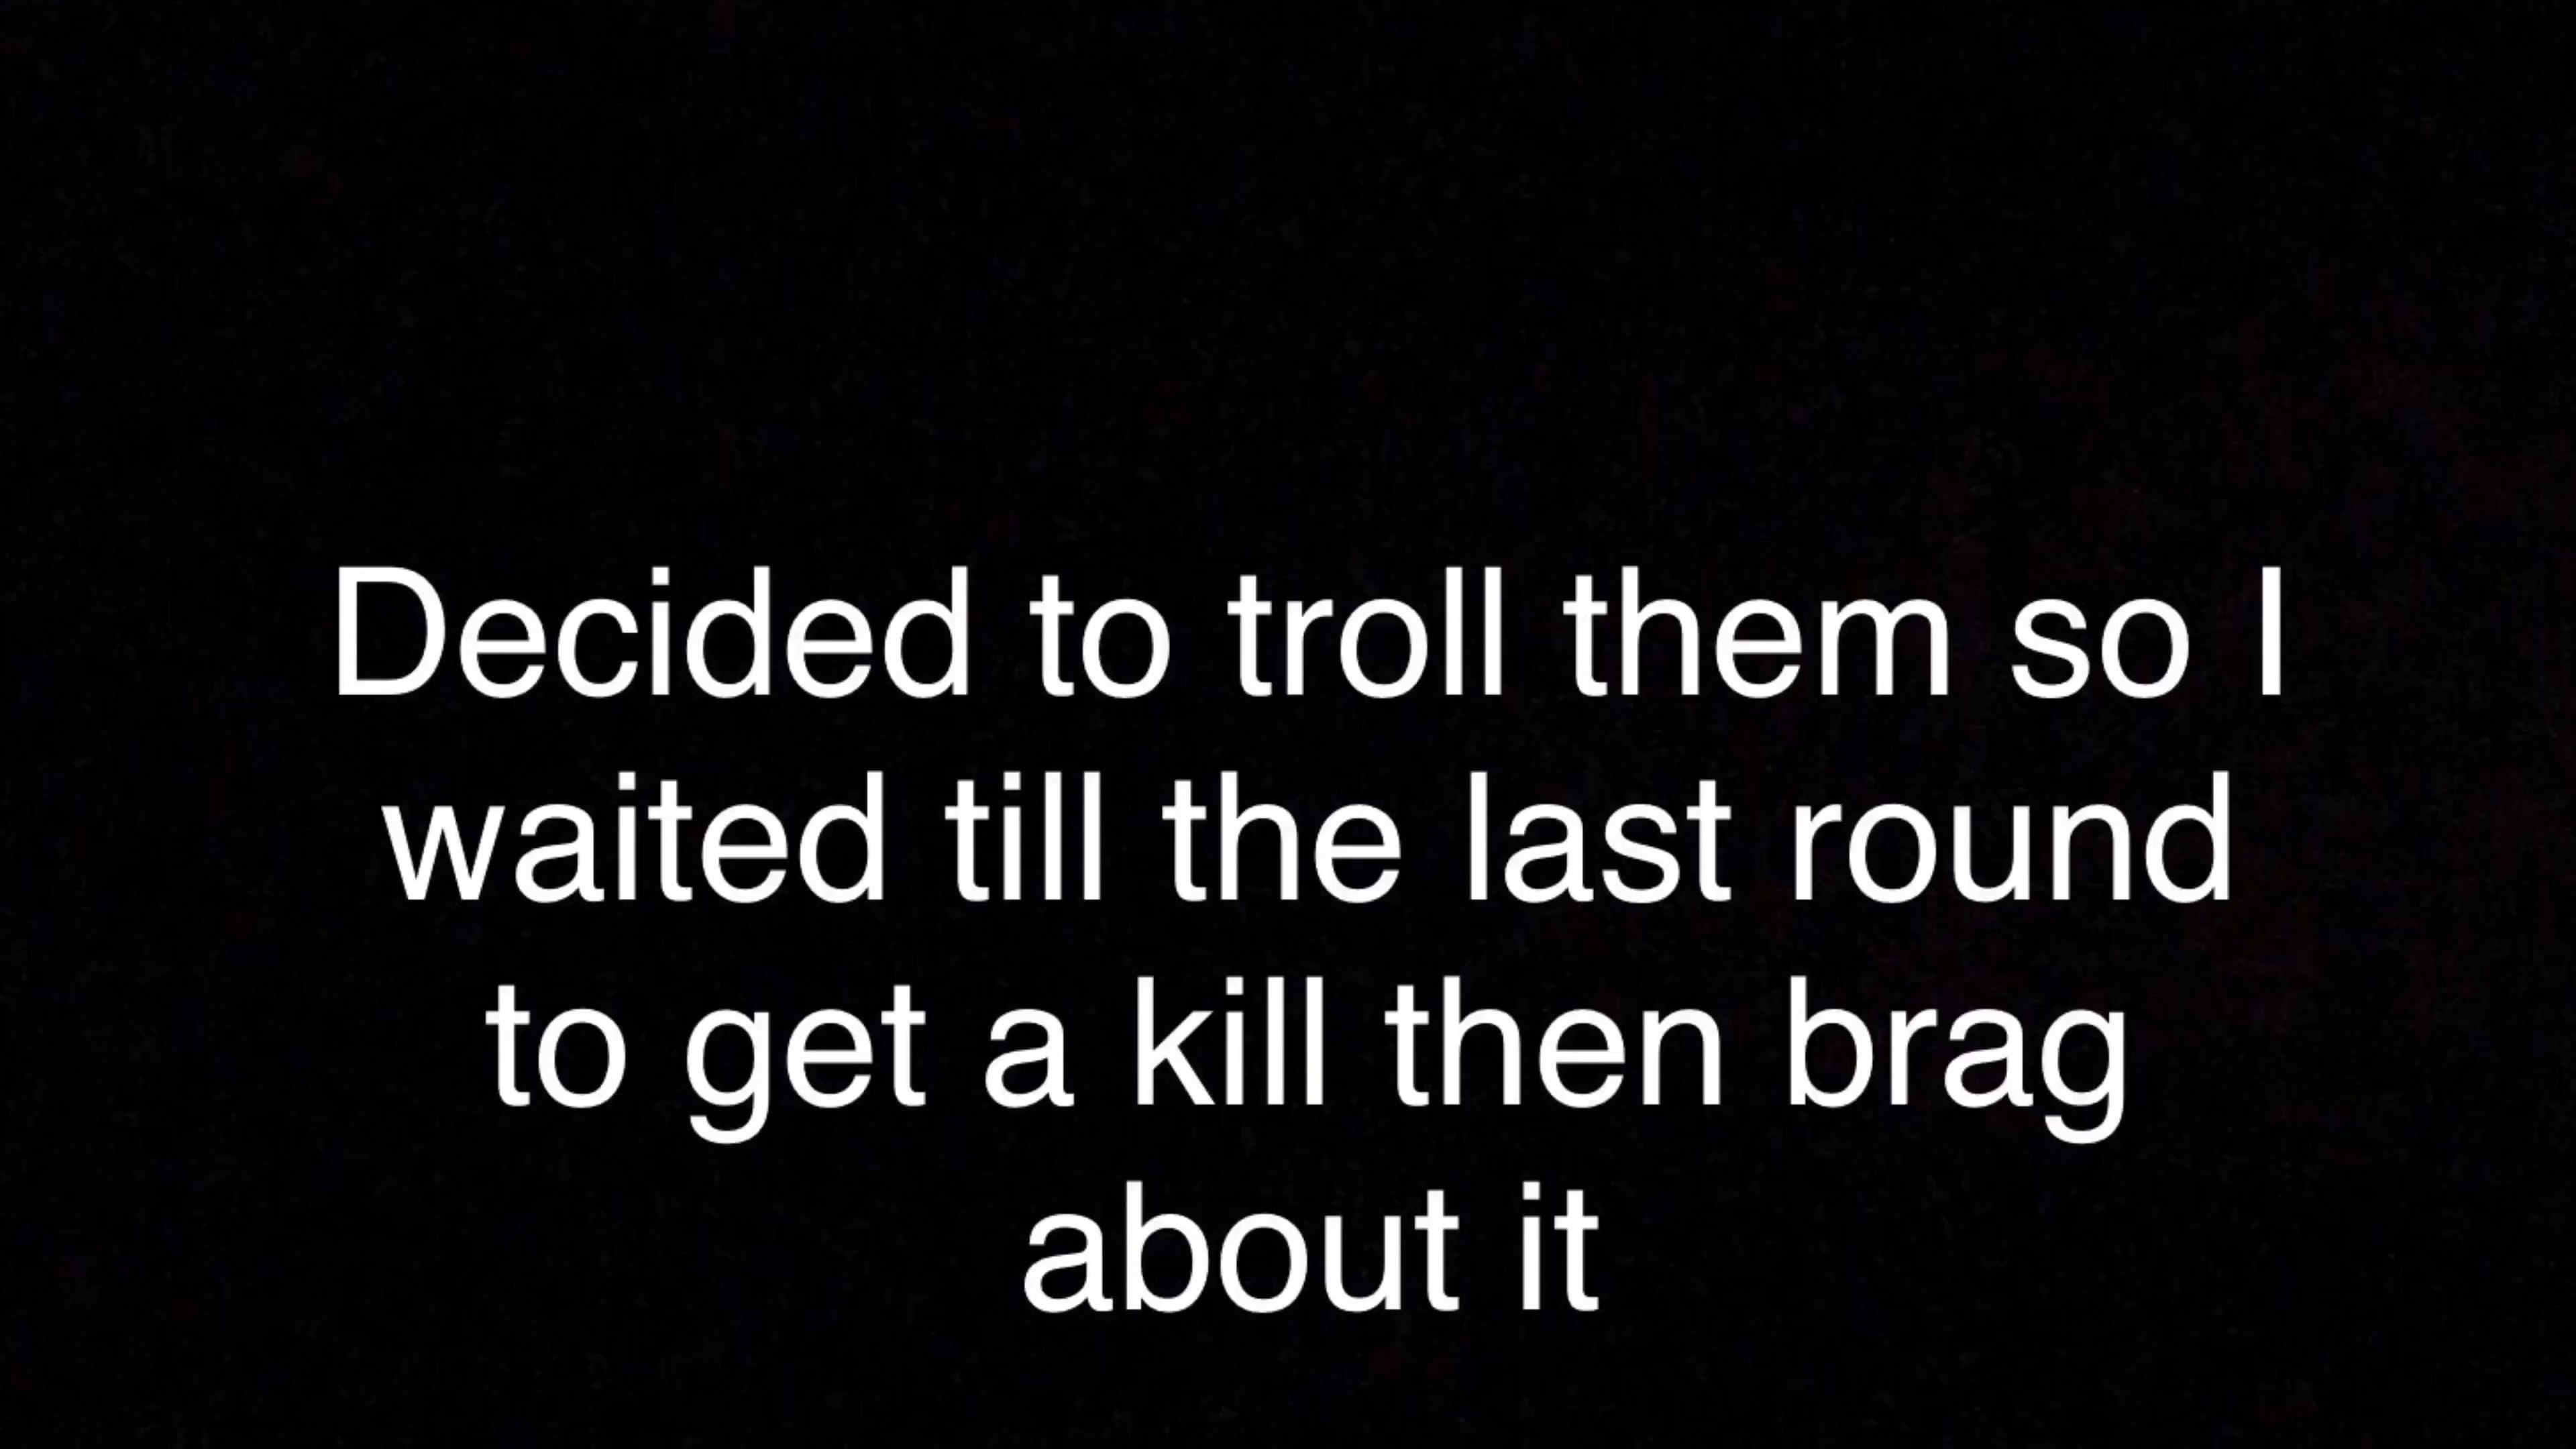 Decided to troll them so I
waited till the last round
to get a kill then brag
about it